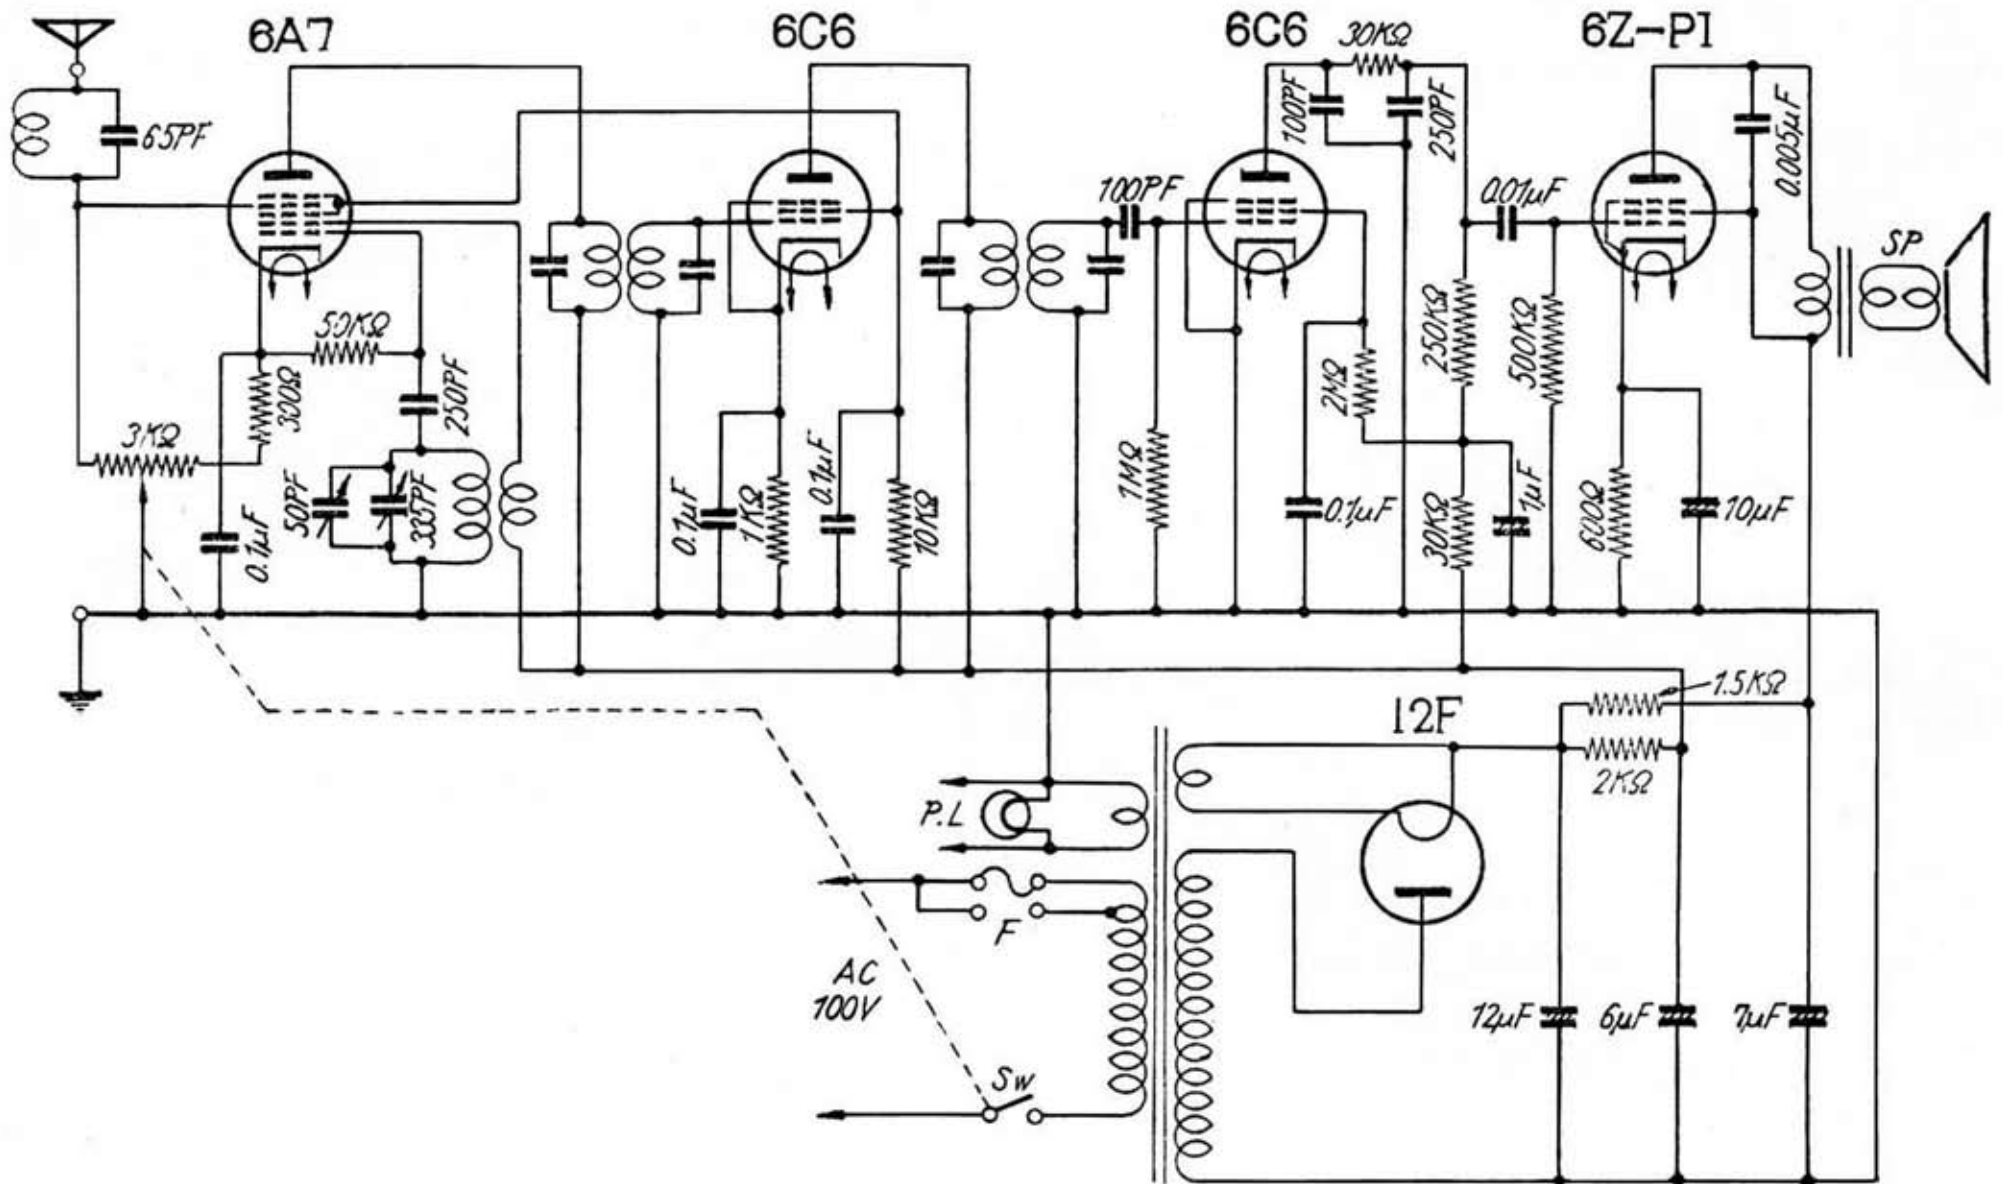 6A7
6C6
6C6
30KΩ
6Z-P1
65PF
100PF
250PF
0.005μF
100PF
0.01μF
SP
50KΩ
300Ω
250PF
3KΩ
250KΩ
500KΩ
2MΩ
0.1μF
50PF
335PF
0.1μF
1KΩ
0.1μF
10KΩ
1MΩ
0.1μF
30KΩ
1μF
600Ω
10μF
12F
1.5KΩ
2KΩ
P.L
F
AC
100V
SW
12μF
6μF
7μF